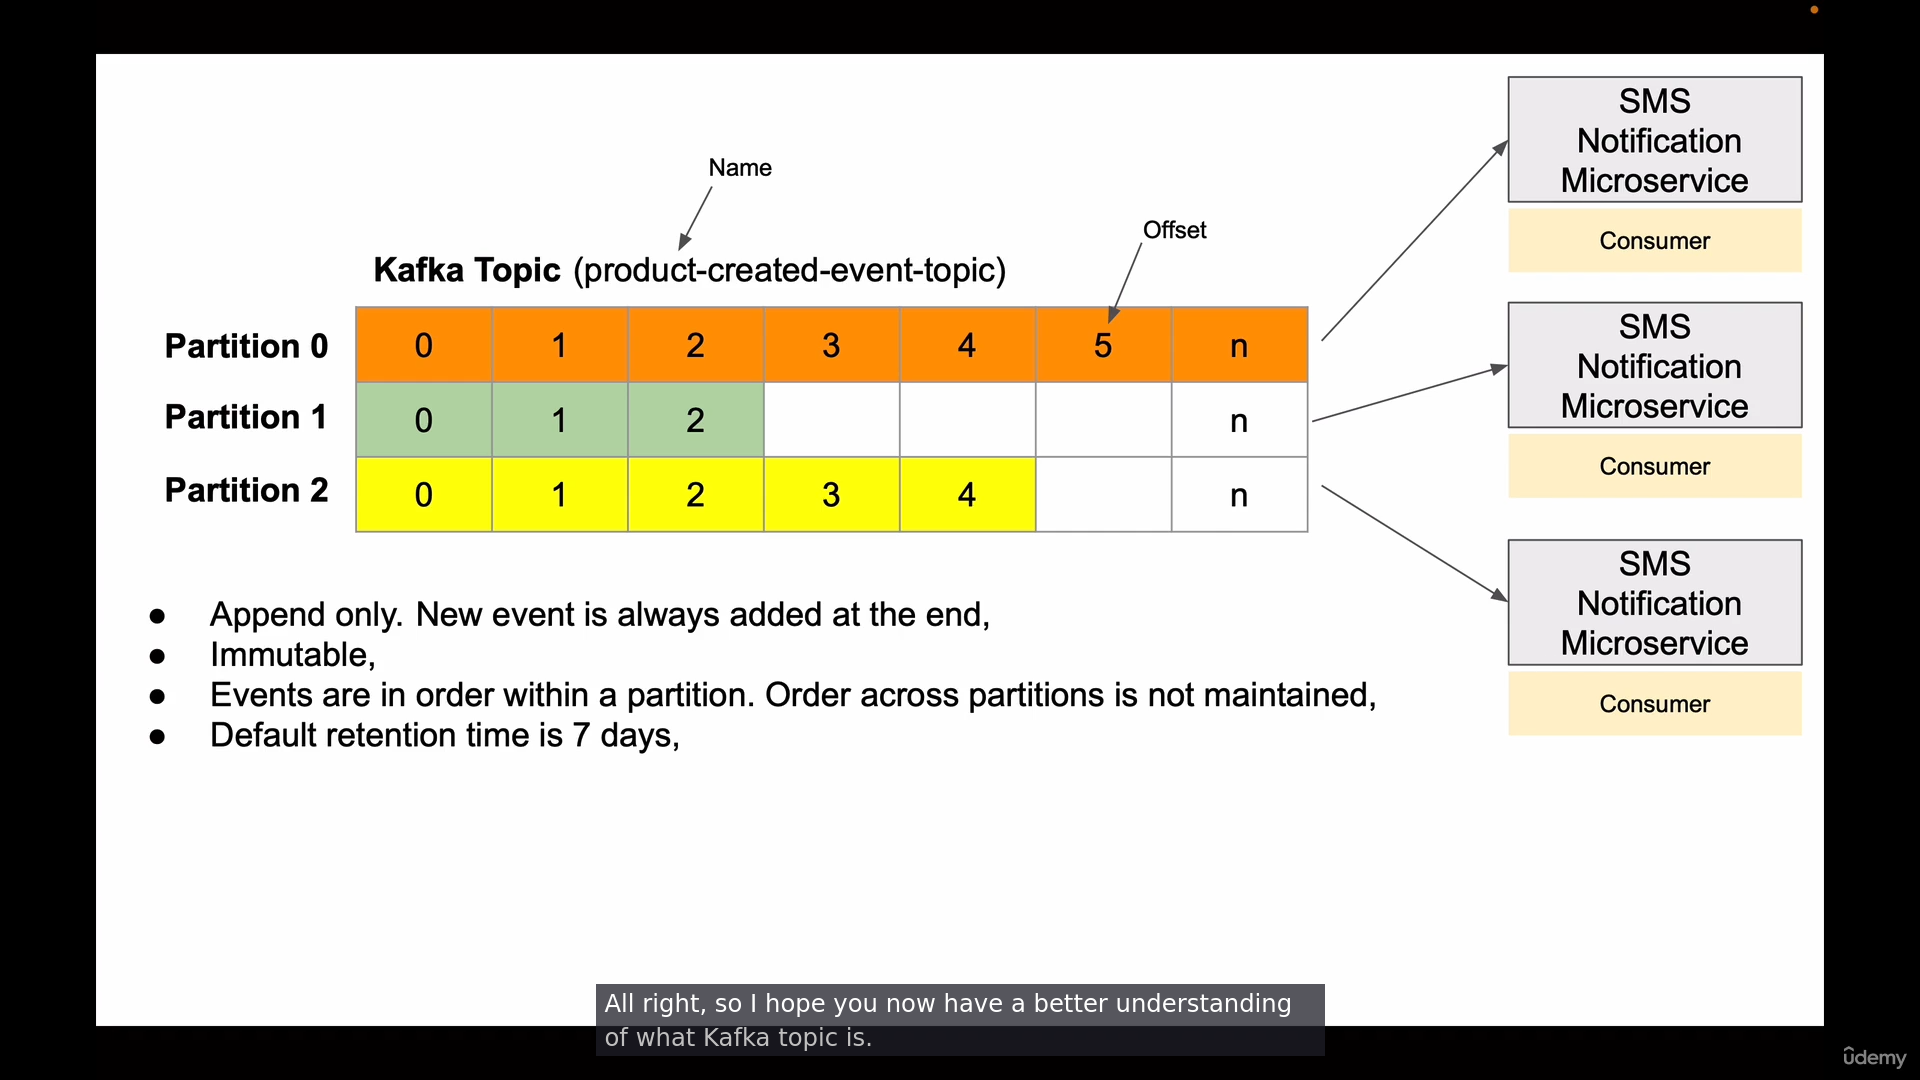 Name
Offset
Kafka Topic (product-created-event-topic)
Partition 0 0 1 2 3 4 5 n
Partition 1 0 1 2 n
Partition 2 0 1 2 3 4 n
● Append only. New event is always added at the end,
● Immutable,
● Events are in order within a partition. Order across partitions is not maintained,
● Default retention time is 7 days,
SMS
Notification
Microservice
Consumer
SMS
Notification
Microservice
Consumer
SMS
Notification
Microservice
Consumer
All right, so I hope you now have a better understanding
of what Kafka topic is.
ûdemy